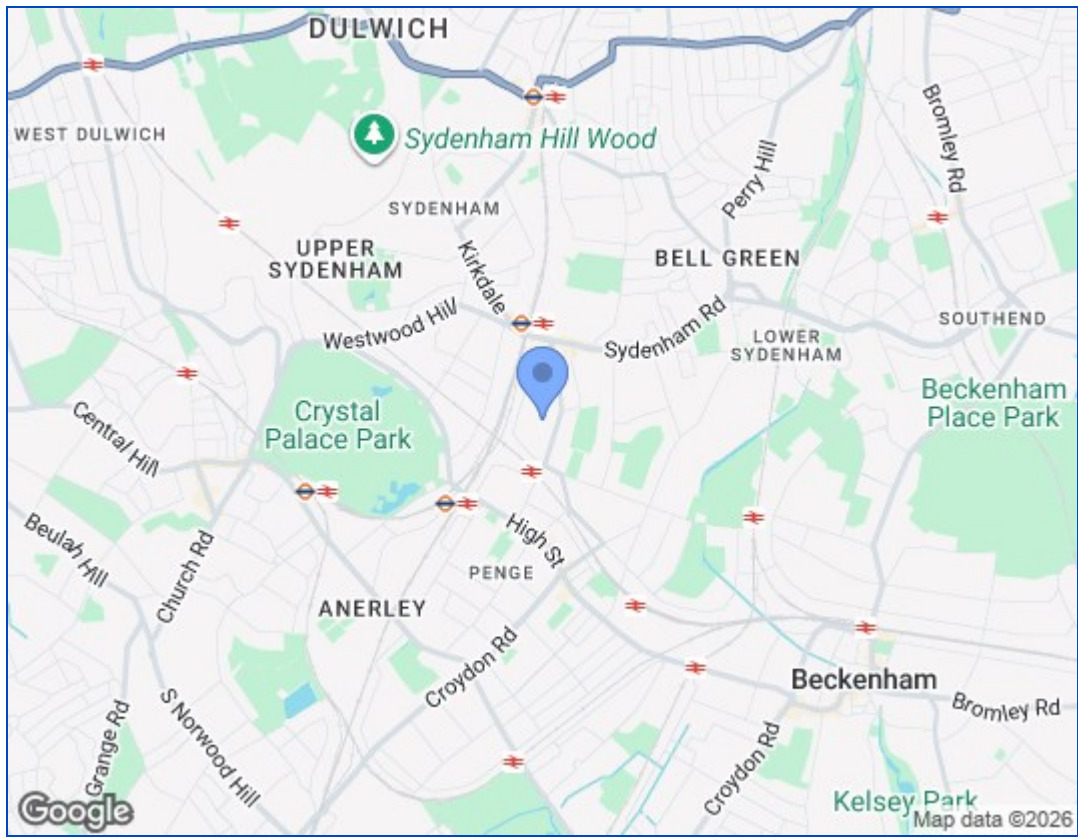 DULWICH
WEST DULWICH
Sydenham Hill Wood
Bromley Rd
Perry Hill
SYDENHAM
UPPER
SYDENHAM
Kirkdale
BELL GREEN
Westwood Hill
Sydenham Rd
SOUTHEND
LOWER
SYDENHAM
Crystal
Palace Park
Beckenham
Place Park
Central Hill
Beulah Hill
Church Rd
High St
PENGE
ANERLEY
Croydon Rd
Beckenham
Bromley Rd
Grange Rd
S Norwood Hill
Croydon Rd
Kelsey Park
Google
Map data ©2026